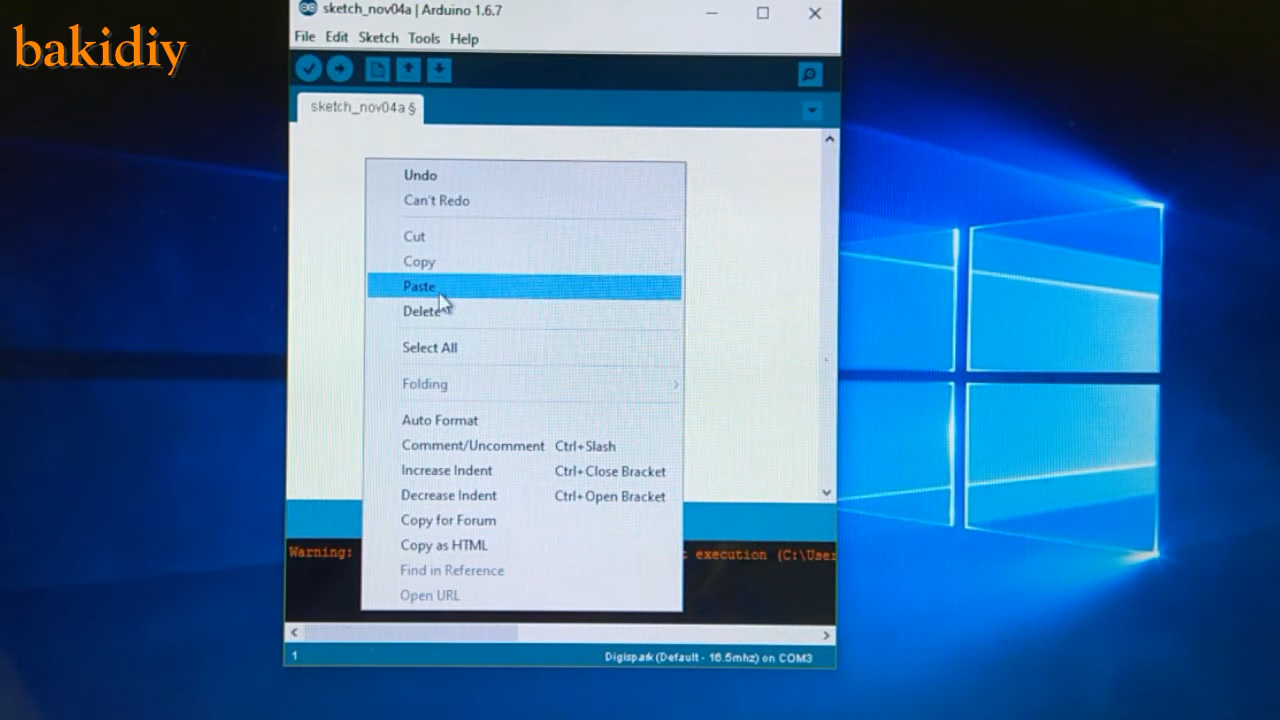 bakidiy
sketch_nov04a | Arduino 1.6.7
File Edit Sketch Tools Help
sketch_nov04a §
Undo
Can't Redo
Cut
Copy
Paste
Delete
Select All
Folding
Auto Format
Comment/Uncomment Ctrl+Slash
Increase Indent Ctrl+Close Bracket
Decrease Indent Ctrl+Open Bracket
Copy for Forum
Copy as HTML
Warning: execution (C:\User
Find in Reference
Open URL
1 Digispark (Default - 16.5mhz) on COM3